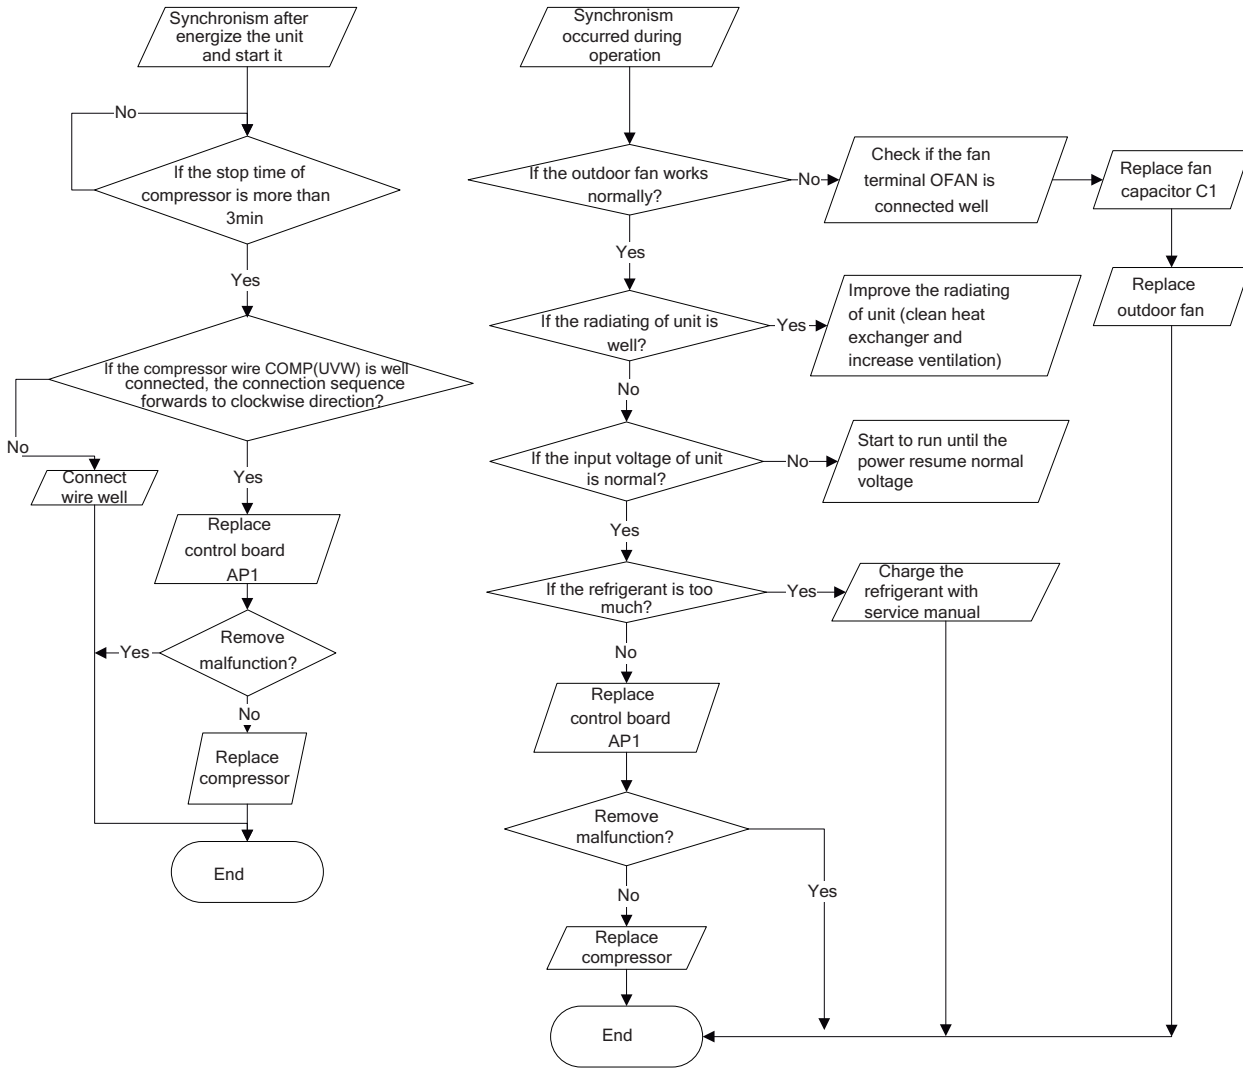 Synchronism after
energize the unit
and start it
No
If the stop time of
compressor is more than
3min
Yes
If the compressor wire COMP(UVW) is well
connected, the connection sequence
forwards to clockwise direction?
No
Connect
wire well
Yes
Replace
control board
AP1
Remove
malfunction?
Yes
No
Replace
compressor
End
Synchronism
occurred during
operation
If the outdoor fan works
normally?
No
Check if the fan
terminal OFAN is
connected well
Replace fan
capacitor C1
Replace
outdoor fan
Yes
If the radiating of unit is
well?
Yes
Improve the radiating
of unit (clean heat
exchanger and
increase ventilation)
No
If the input voltage of unit
is normal?
No
Start to run until the
power resume normal
voltage
Yes
If the refrigerant is too
much?
Yes
Charge the
refrigerant with
service manual
No
Replace
control board
AP1
Remove
malfunction?
Yes
No
Replace
compressor
End